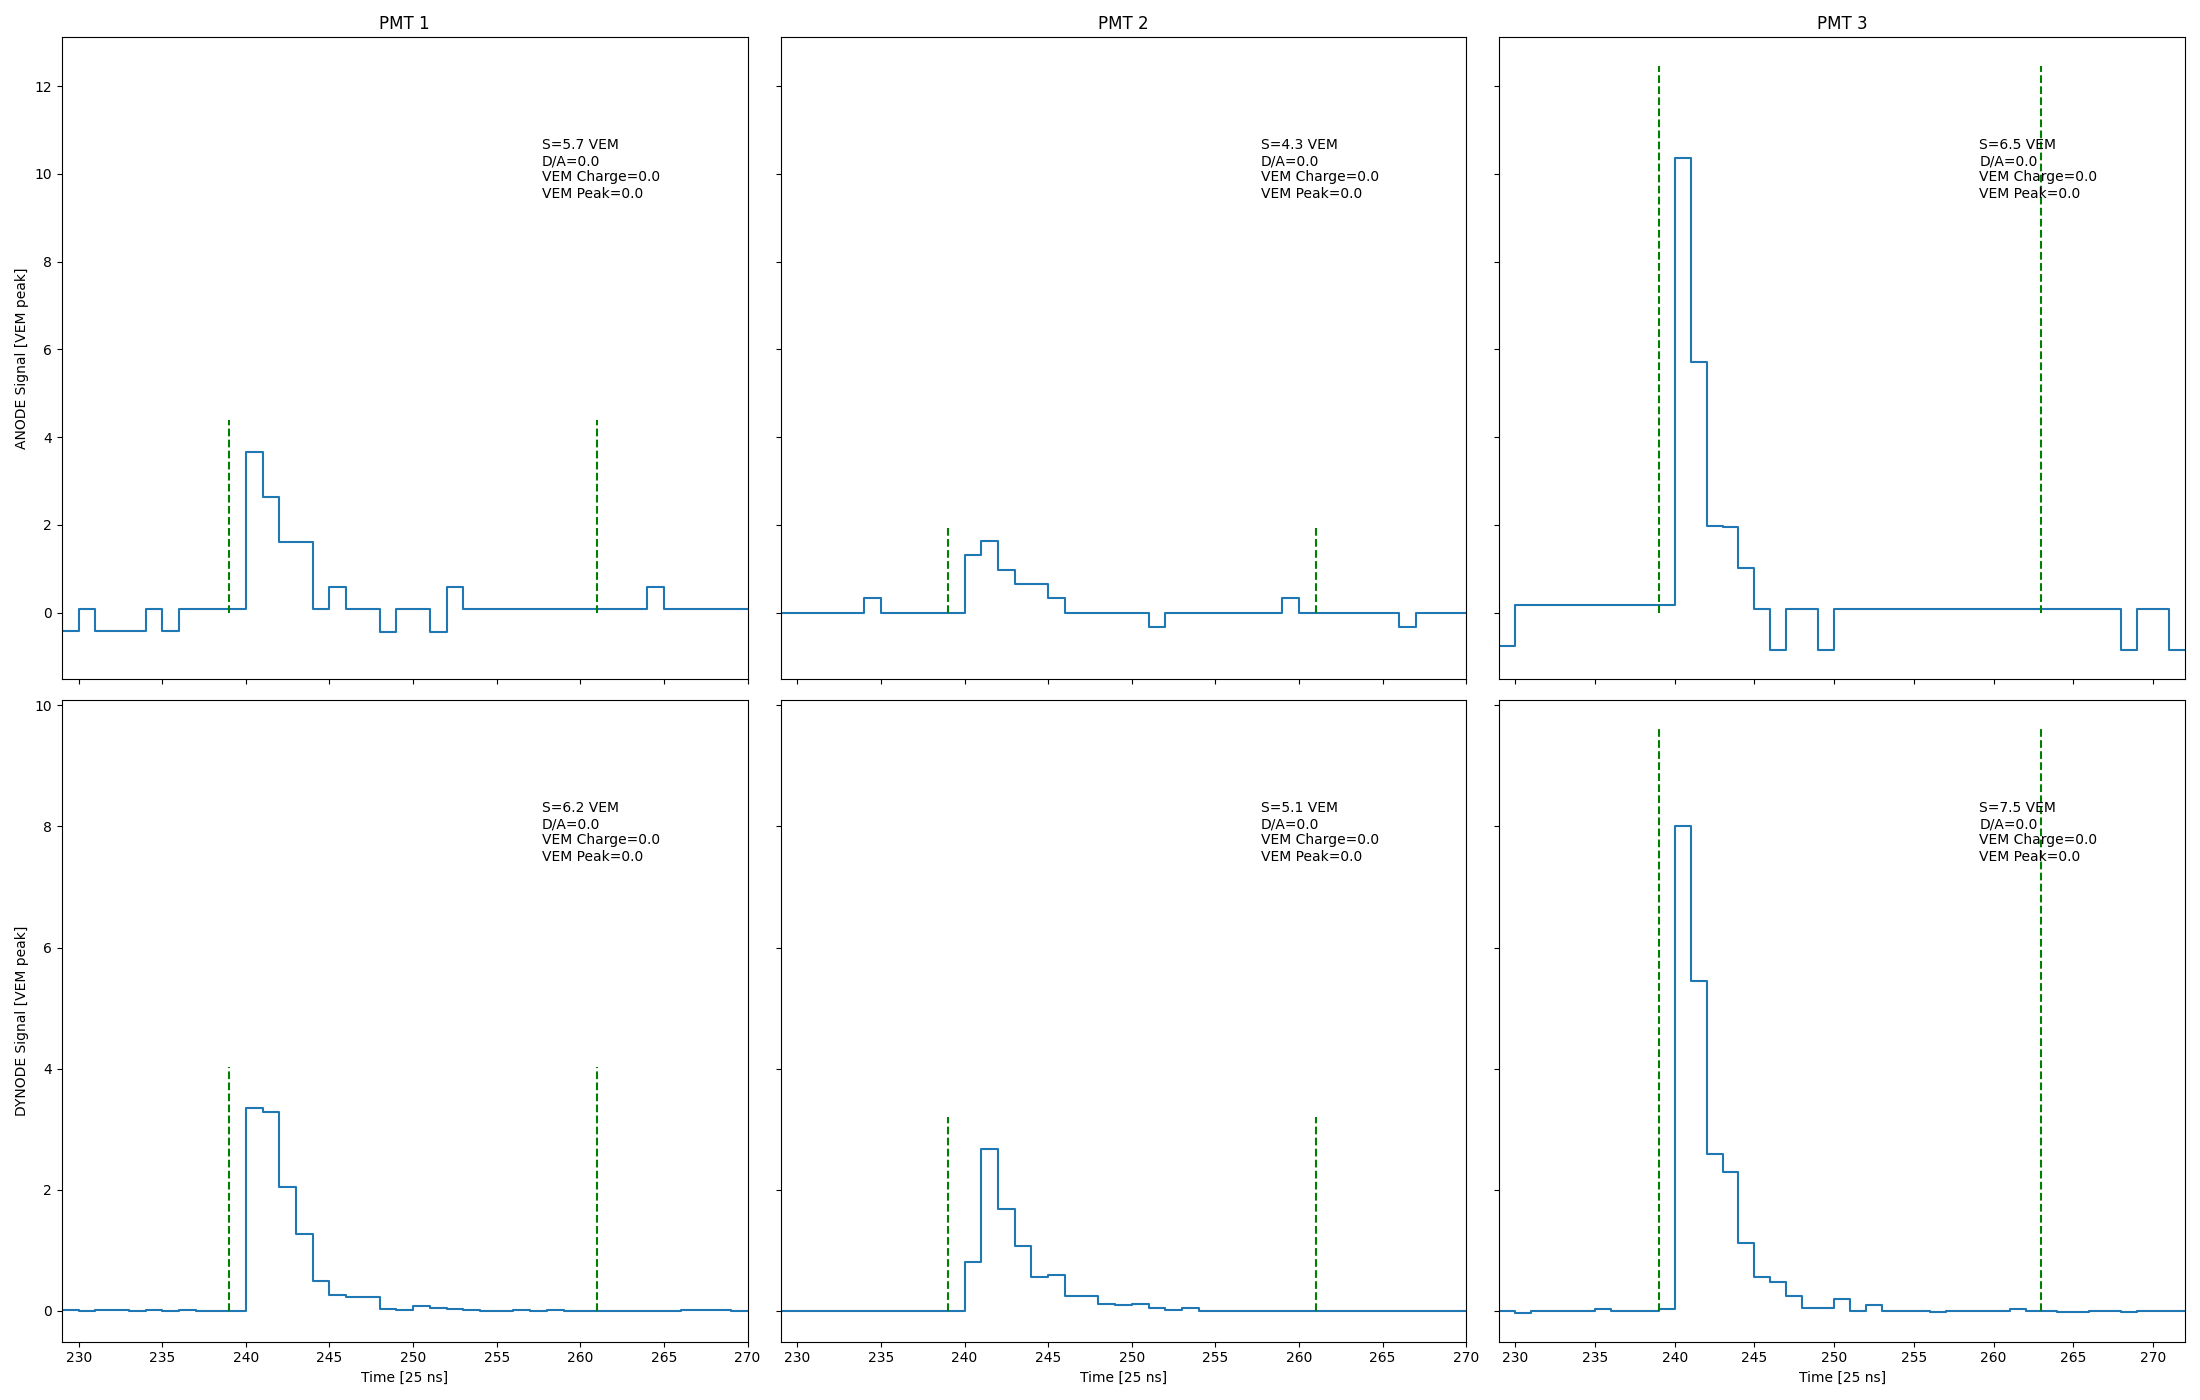 PMT 1
PMT 2
PMT 3
ANODE Signal [VEM peak]
12
10
8
6
4
2
0
S=5.7 VEM
D/A=0.0
VEM Charge=0.0
VEM Peak=0.0
S=4.3 VEM
D/A=0.0
VEM Charge=0.0
VEM Peak=0.0
S=6.5 VEM
D/A=0.0
VEM Charge=0.0
VEM Peak=0.0
DYNODE Signal [VEM peak]
10
8
6
4
2
0
S=6.2 VEM
D/A=0.0
VEM Charge=0.0
VEM Peak=0.0
S=5.1 VEM
D/A=0.0
VEM Charge=0.0
VEM Peak=0.0
S=7.5 VEM
D/A=0.0
VEM Charge=0.0
VEM Peak=0.0
230 235 240 245 250 255 260 265 270
Time [25 ns]
230 235 240 245 250 255 260 265 270
Time [25 ns]
230 235 240 245 250 255 260 265 270
Time [25 ns]